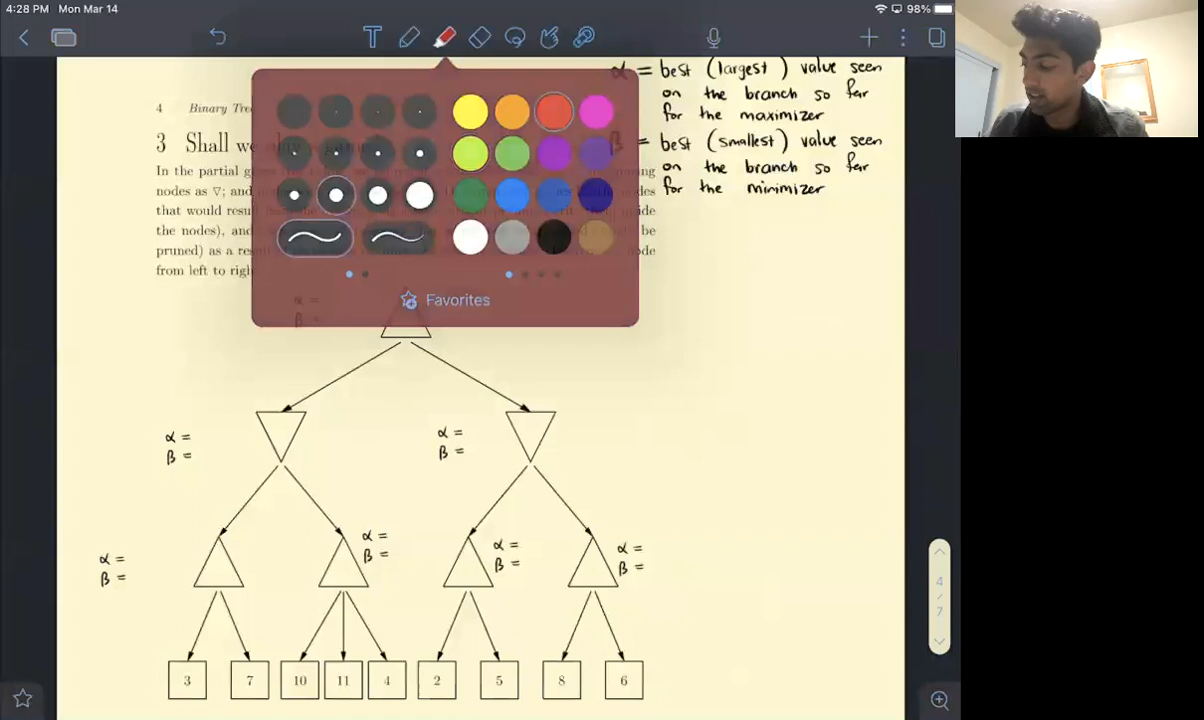 4:28 PM Mon Mar 14
98%
T
α = best (largest) value seen
on the branch so far
for the maximizer
β = best (smallest) value seen
on the branch so far
for the minimizer
4 Binary Tre
3 Shall we
In the partial
nodes as ▽; and
that would result
the nodes), and
pruned) as a
from left to righ
Favorites
α =
β =
α =
β =
α =
β =
α =
β =
α =
β =
α =
β =
α =
β =
3 7 10 11 4 2 5 8 6
4
/
7